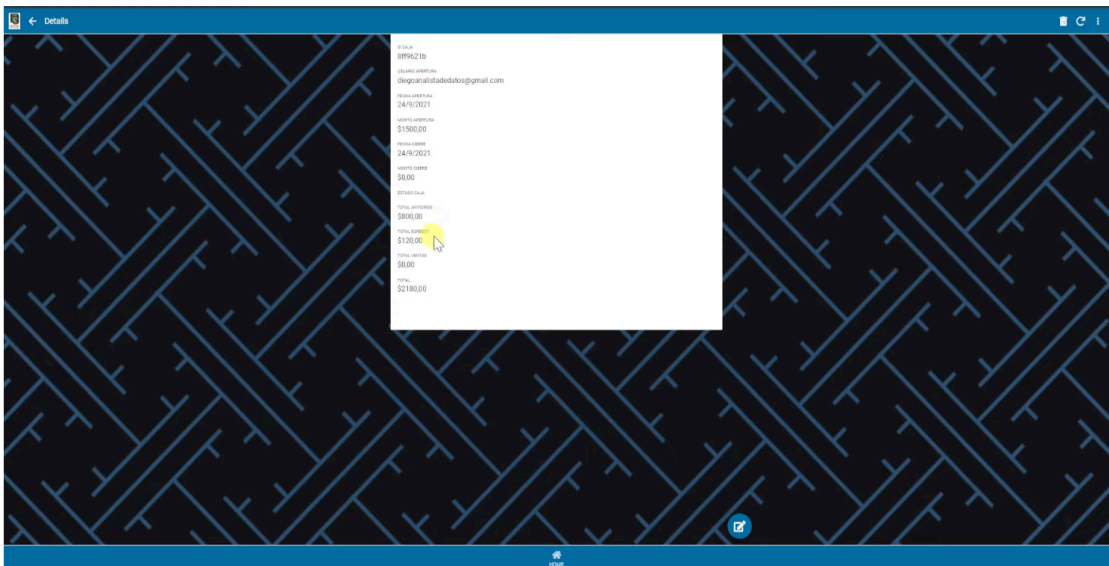 Details
ID CAJA
8ff9621b
USUARIO APERTURA
diegoanalistadedatos@gmail.com
FECHA APERTURA
24/9/2021
MONTO APERTURA
$1500,00
FECHA CIERRE
24/9/2021
MONTO CIERRE
$0,00
ESTADO CAJA
TOTAL ANTICIPOS
$800,00
TOTAL EGRESOS
$120,00
TOTAL VENTAS
$0,00
TOTAL
$2180,00
HOME